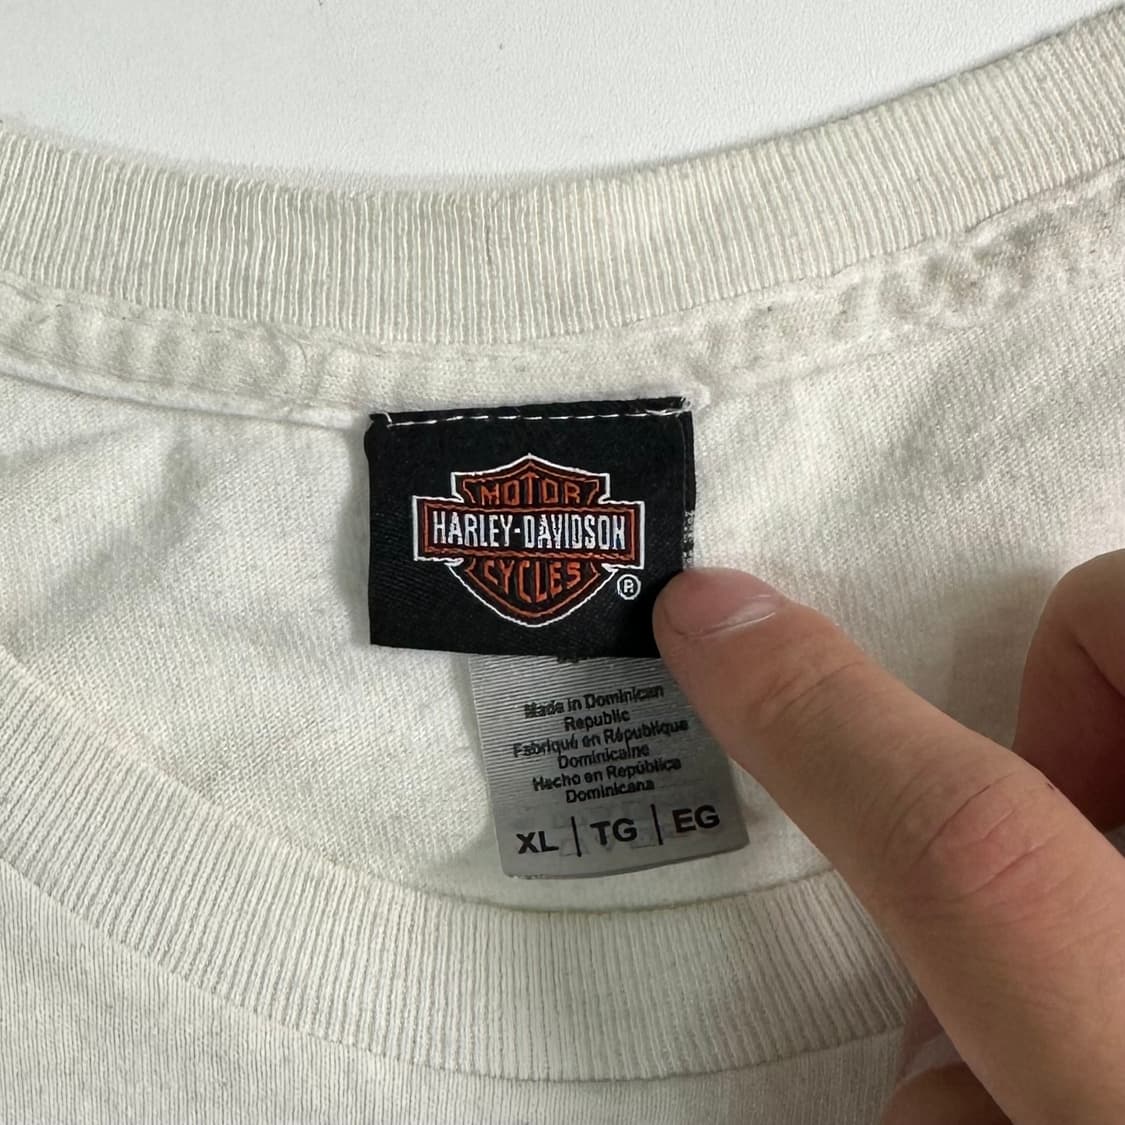 MOTOR
HARLEY-DAVIDSON
CYCLES
®
Made in Dominican
Republic
Fabriqué en République
Dominicaine
Hecho en República
Dominicana
XL | TG | EG